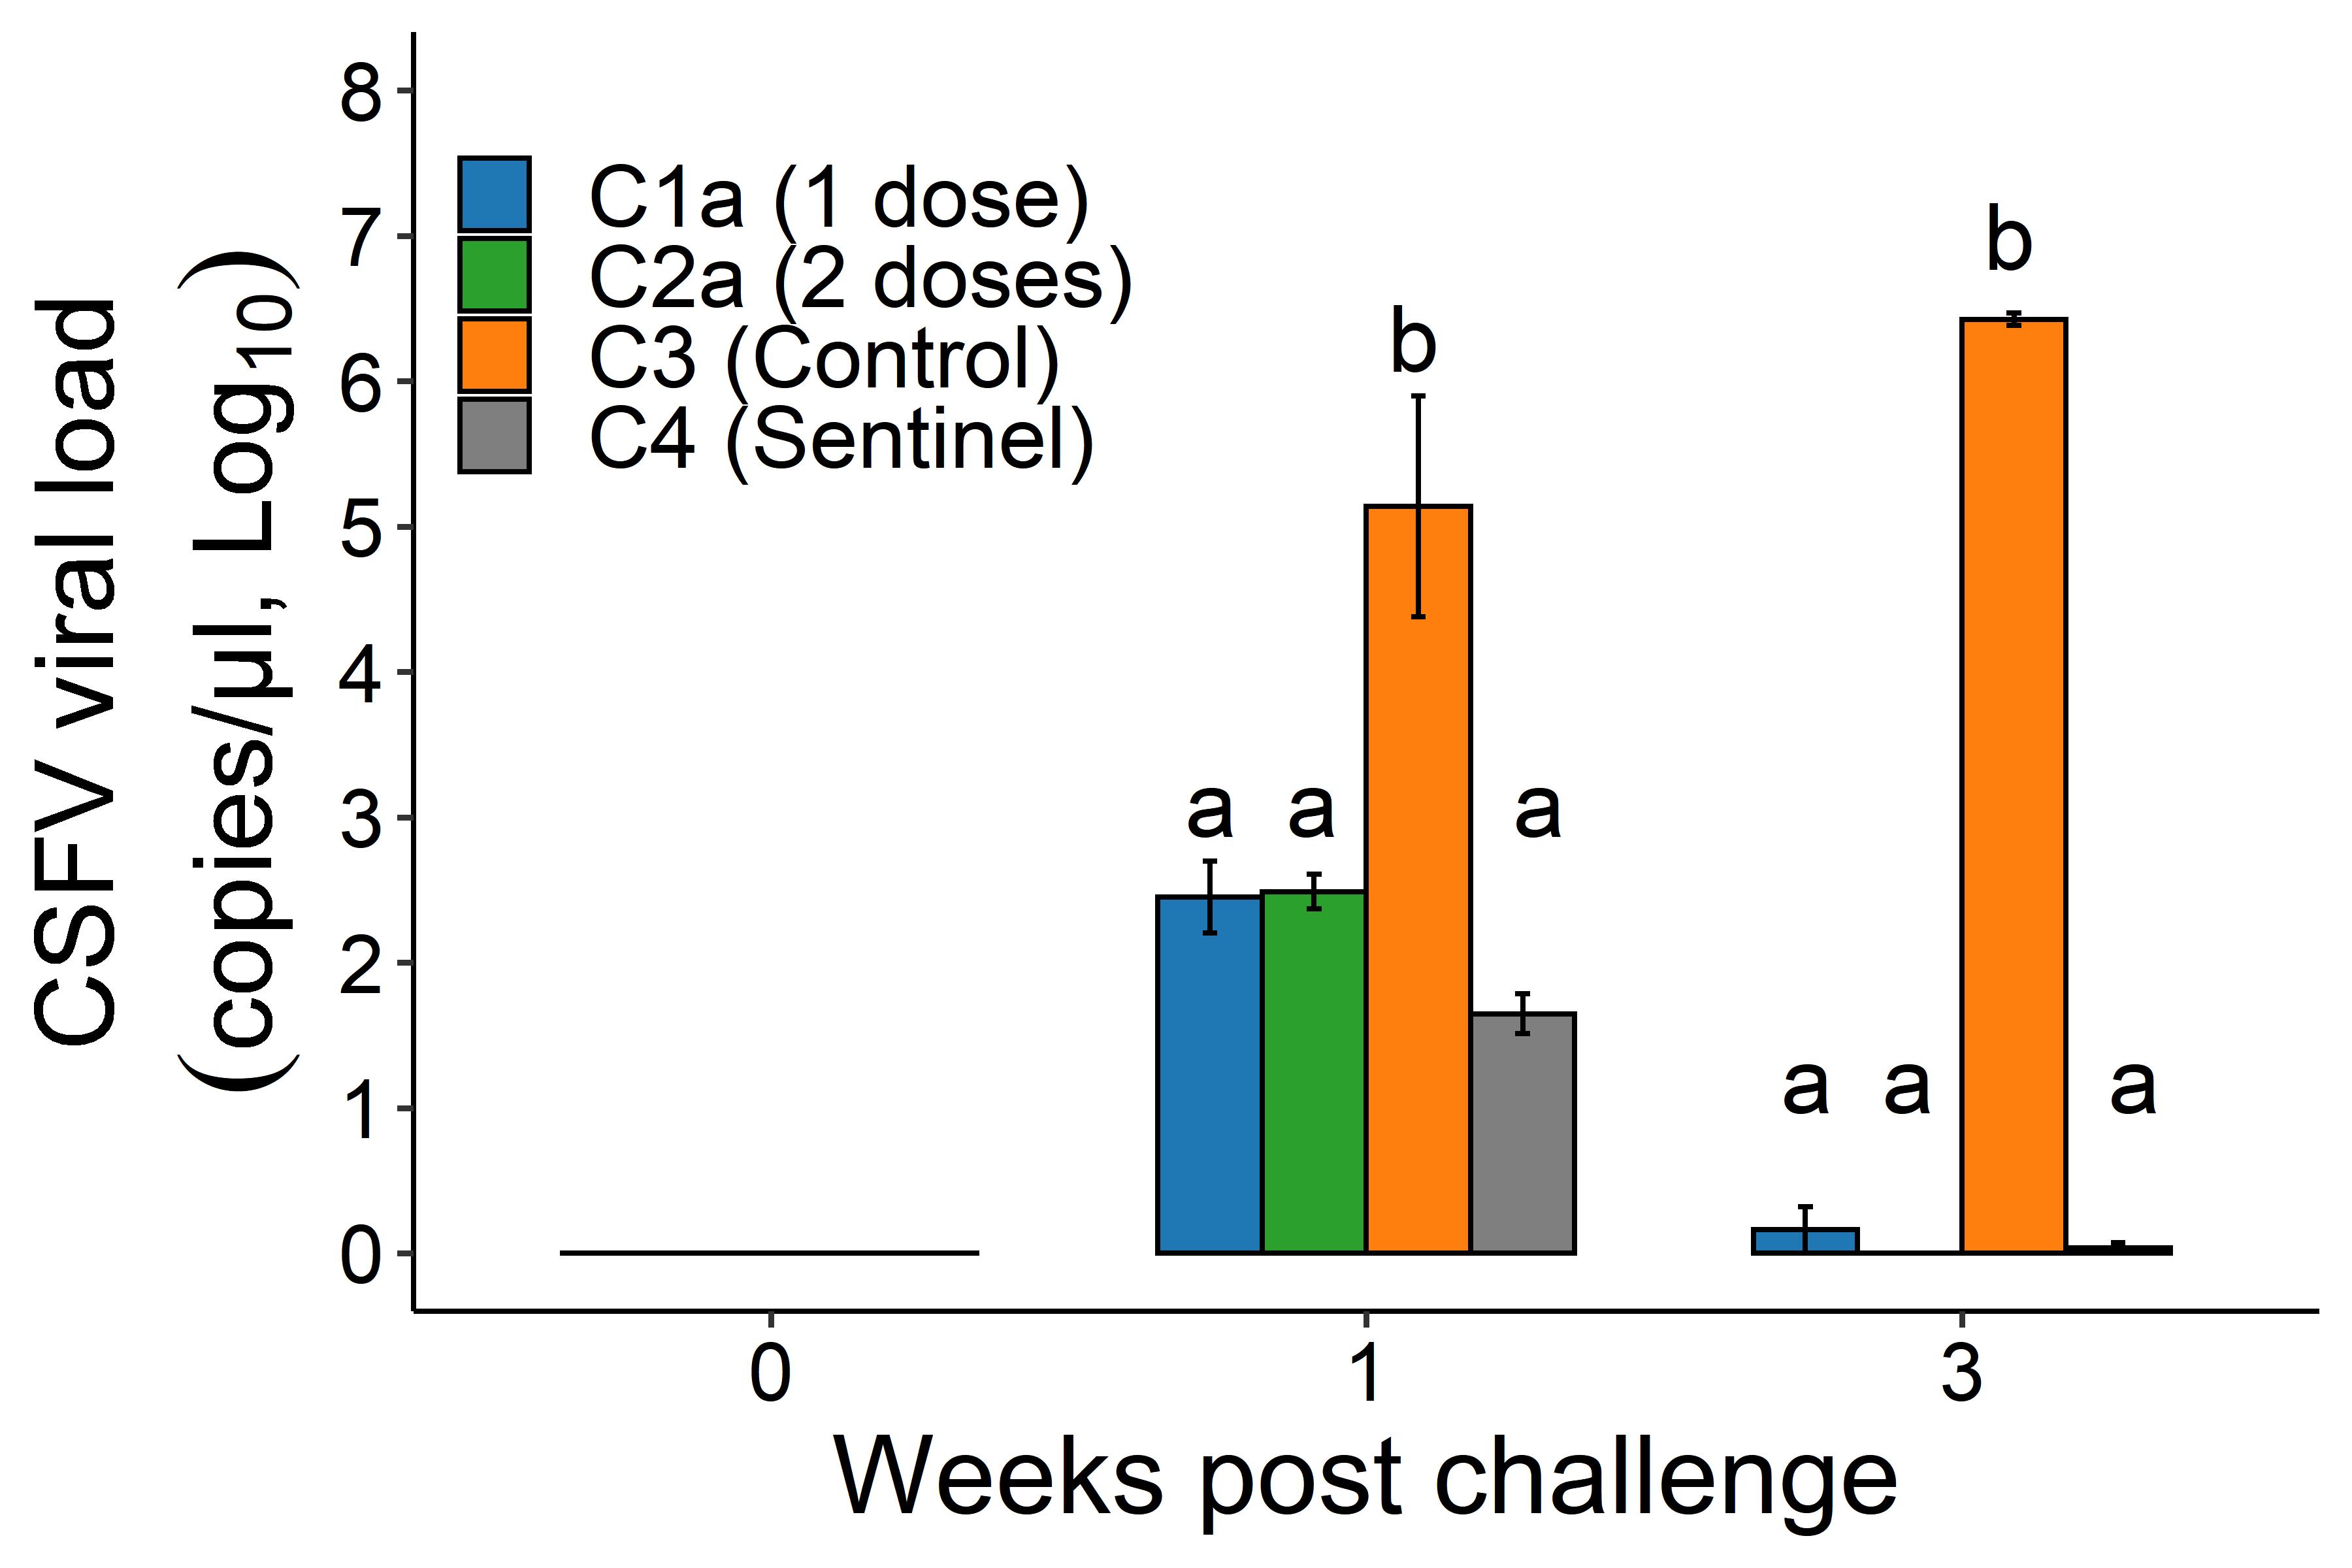 CSFV viral load
(copies/µl, Log10)
8
7
6
5
4
3
2
1
0
C1a (1 dose)
C2a (2 doses)
C3 (Control)
C4 (Sentinel)
a a b a
a a b a
0 1 3
Weeks post challenge